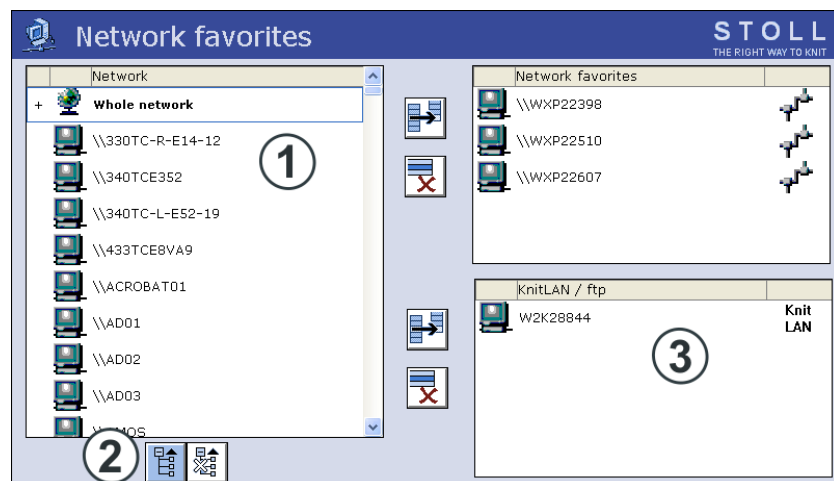 Network favorites
STOLL
THE RIGHT WAY TO KNIT
Network
+ Whole network
\\330TC-R-E14-12
\\340TCE352
\\340TC-L-E52-19
\\433TCE8VA9
\\ACROBAT01
\\AD01
\\AD02
\\AD03
1
2
Network favorites
\\WXP22398
\\WXP22510
\\WXP22607
KnitLAN / ftp
W2K28844
Knit
LAN
3